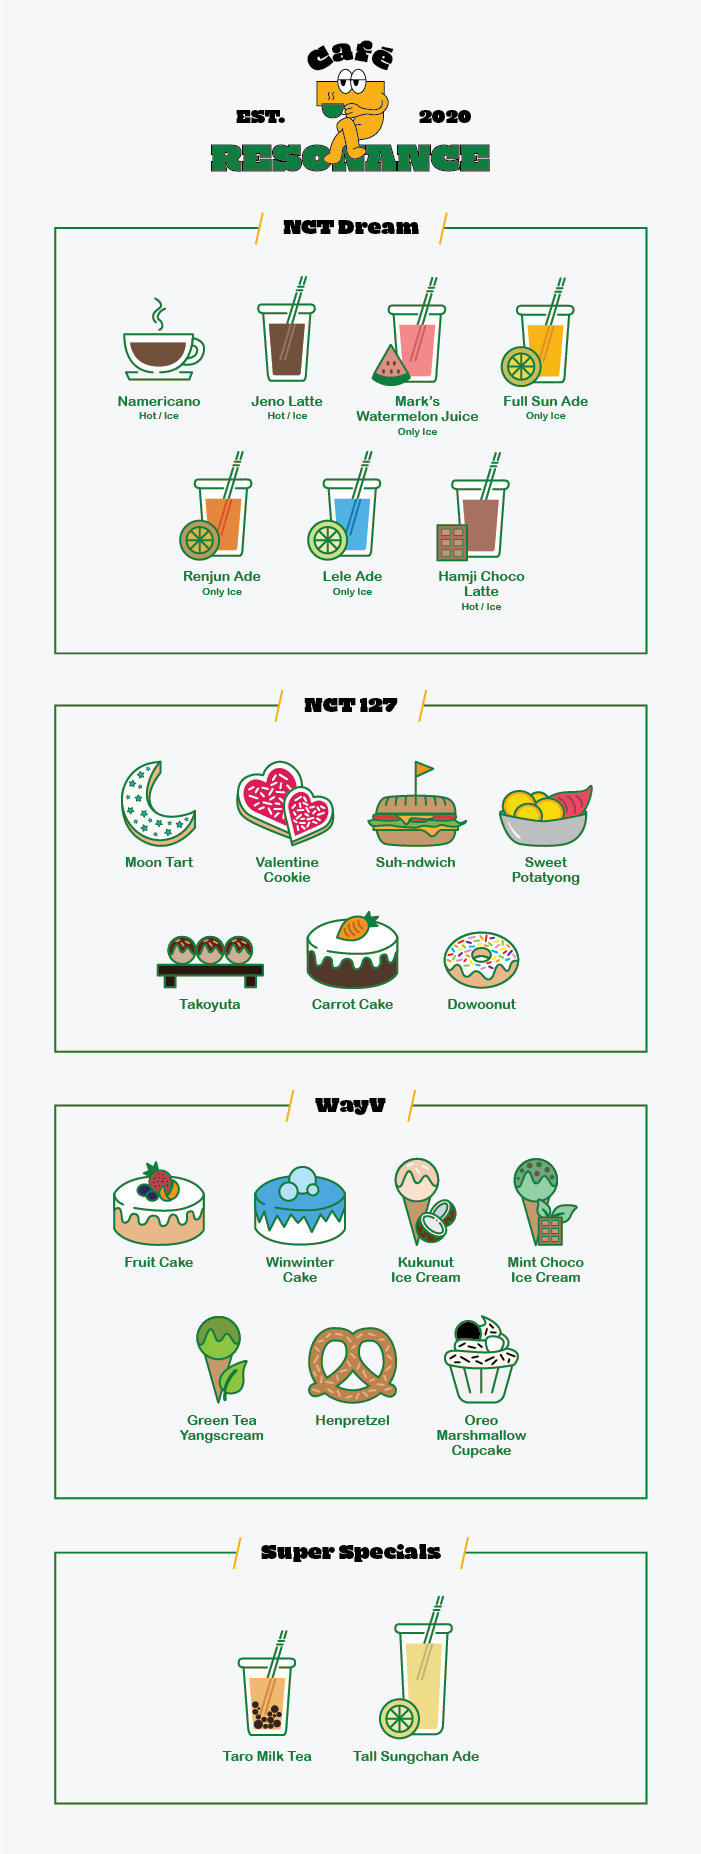 Café
EST. 2020
RESONANCE
NCT Dream
Namericano
Hot / Ice
Jeno Latte
Hot / Ice
Mark's
Watermelon Juice
Only Ice
Full Sun Ade
Only Ice
Renjun Ade
Only Ice
Lele Ade
Only Ice
Hamji Choco
Latte
Hot / Ice
NCT 127
Moon Tart
Valentine
Cookie
Suh-ndwich
Sweet
Potatyong
Takoyuta
Carrot Cake
Dowoonut
WayV
Fruit Cake
Winwinter
Cake
Kukunut
Ice Cream
Mint Choco
Ice Cream
Green Tea
Yangscream
Henpretzel
Oreo
Marshmallow
Cupcake
Super Specials
Taro Milk Tea
Tall Sungchan Ade